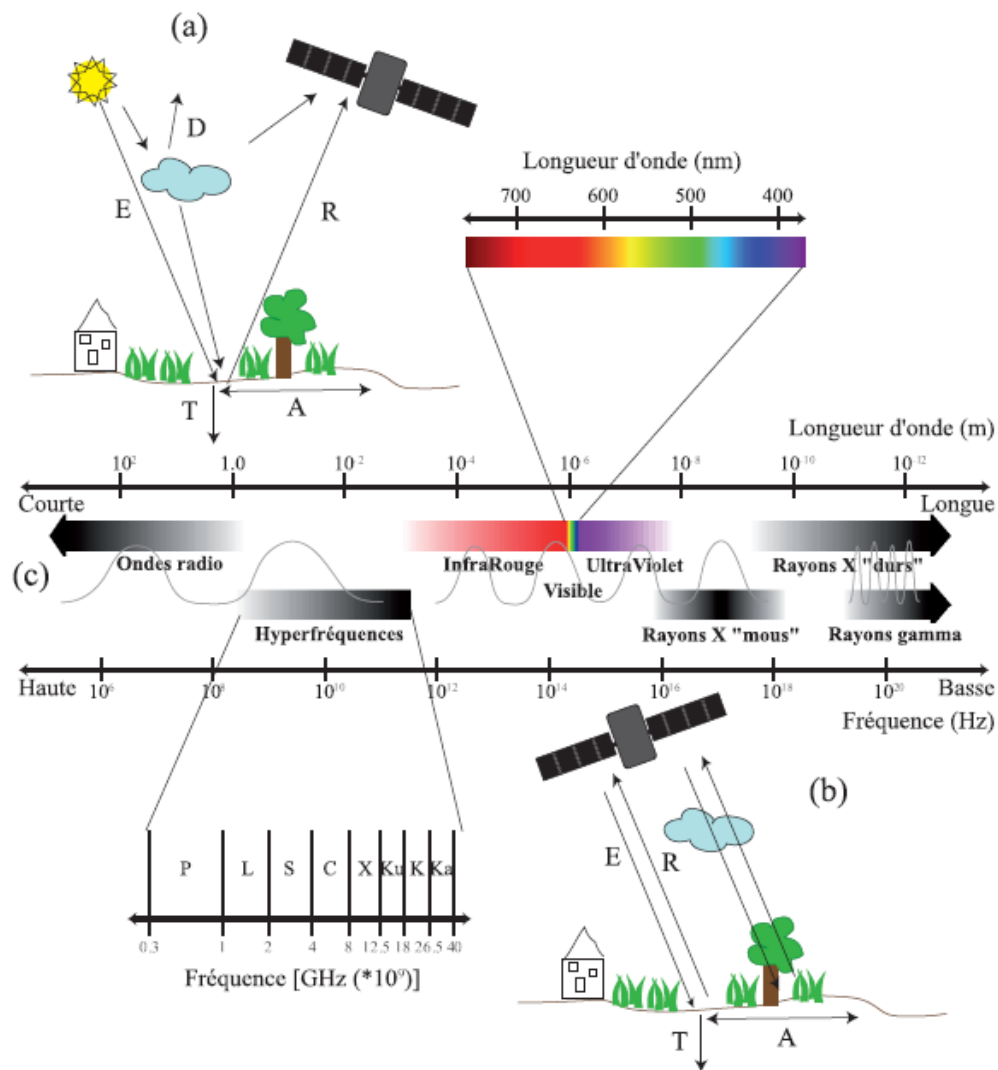 (a)
D
E
R
T
A
Longueur d'onde (nm)
700 600 500 400
Longueur d'onde (m)
10² 1.0 10⁻² 10⁻⁴ 10⁻⁶ 10⁻⁸ 10⁻¹⁰ 10⁻¹²
Courte Longue
(c)
Ondes radio InfraRouge UltraViolet Rayons X "durs"
Visible
Hyperfréquences Rayons X "mous" Rayons gamma
Haute Basse
10⁶ 10⁸ 10¹⁰ 10¹² 10¹⁴ 10¹⁶ 10¹⁸ 10²⁰
Fréquence (Hz)
P L S C X Ku K Ka
0.3 1 2 4 8 12.5 18 26.5 40
Fréquence [GHz (*10⁹)]
(b)
E R
T A